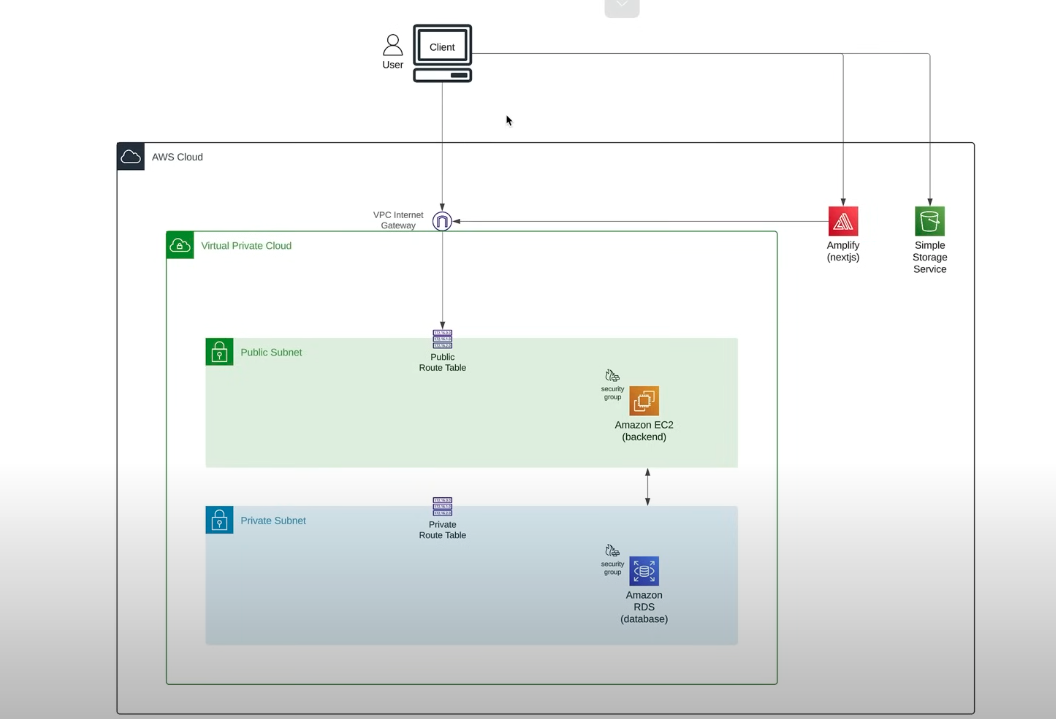 Client
User
AWS Cloud
VPC Internet
Gateway
Amplify
(nextjs)
Simple
Storage
Service
Virtual Private Cloud
Public Subnet
Public
Route Table
security
group
Amazon EC2
(backend)
Private Subnet
Private
Route Table
security
group
Amazon
RDS
(database)